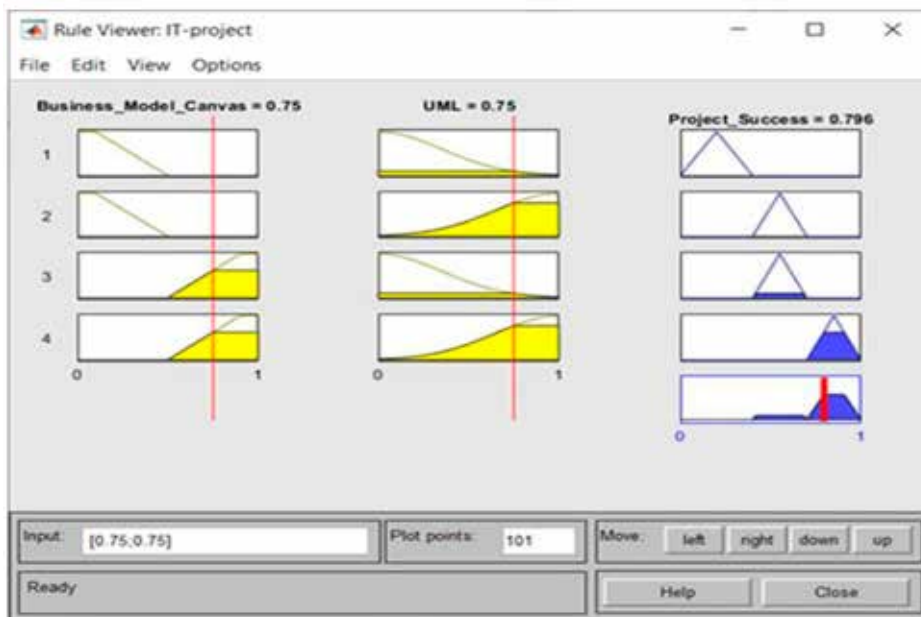 Rule Viewer: IT-project
File Edit View Options
Business_Model_Canvas = 0.75 UML = 0.75 Project_Success = 0.796
1
2
3
4
0 1 0 1
0 1
Input: [0.75;0.75] Plot points: 101 Move: left right down up
Ready Help Close